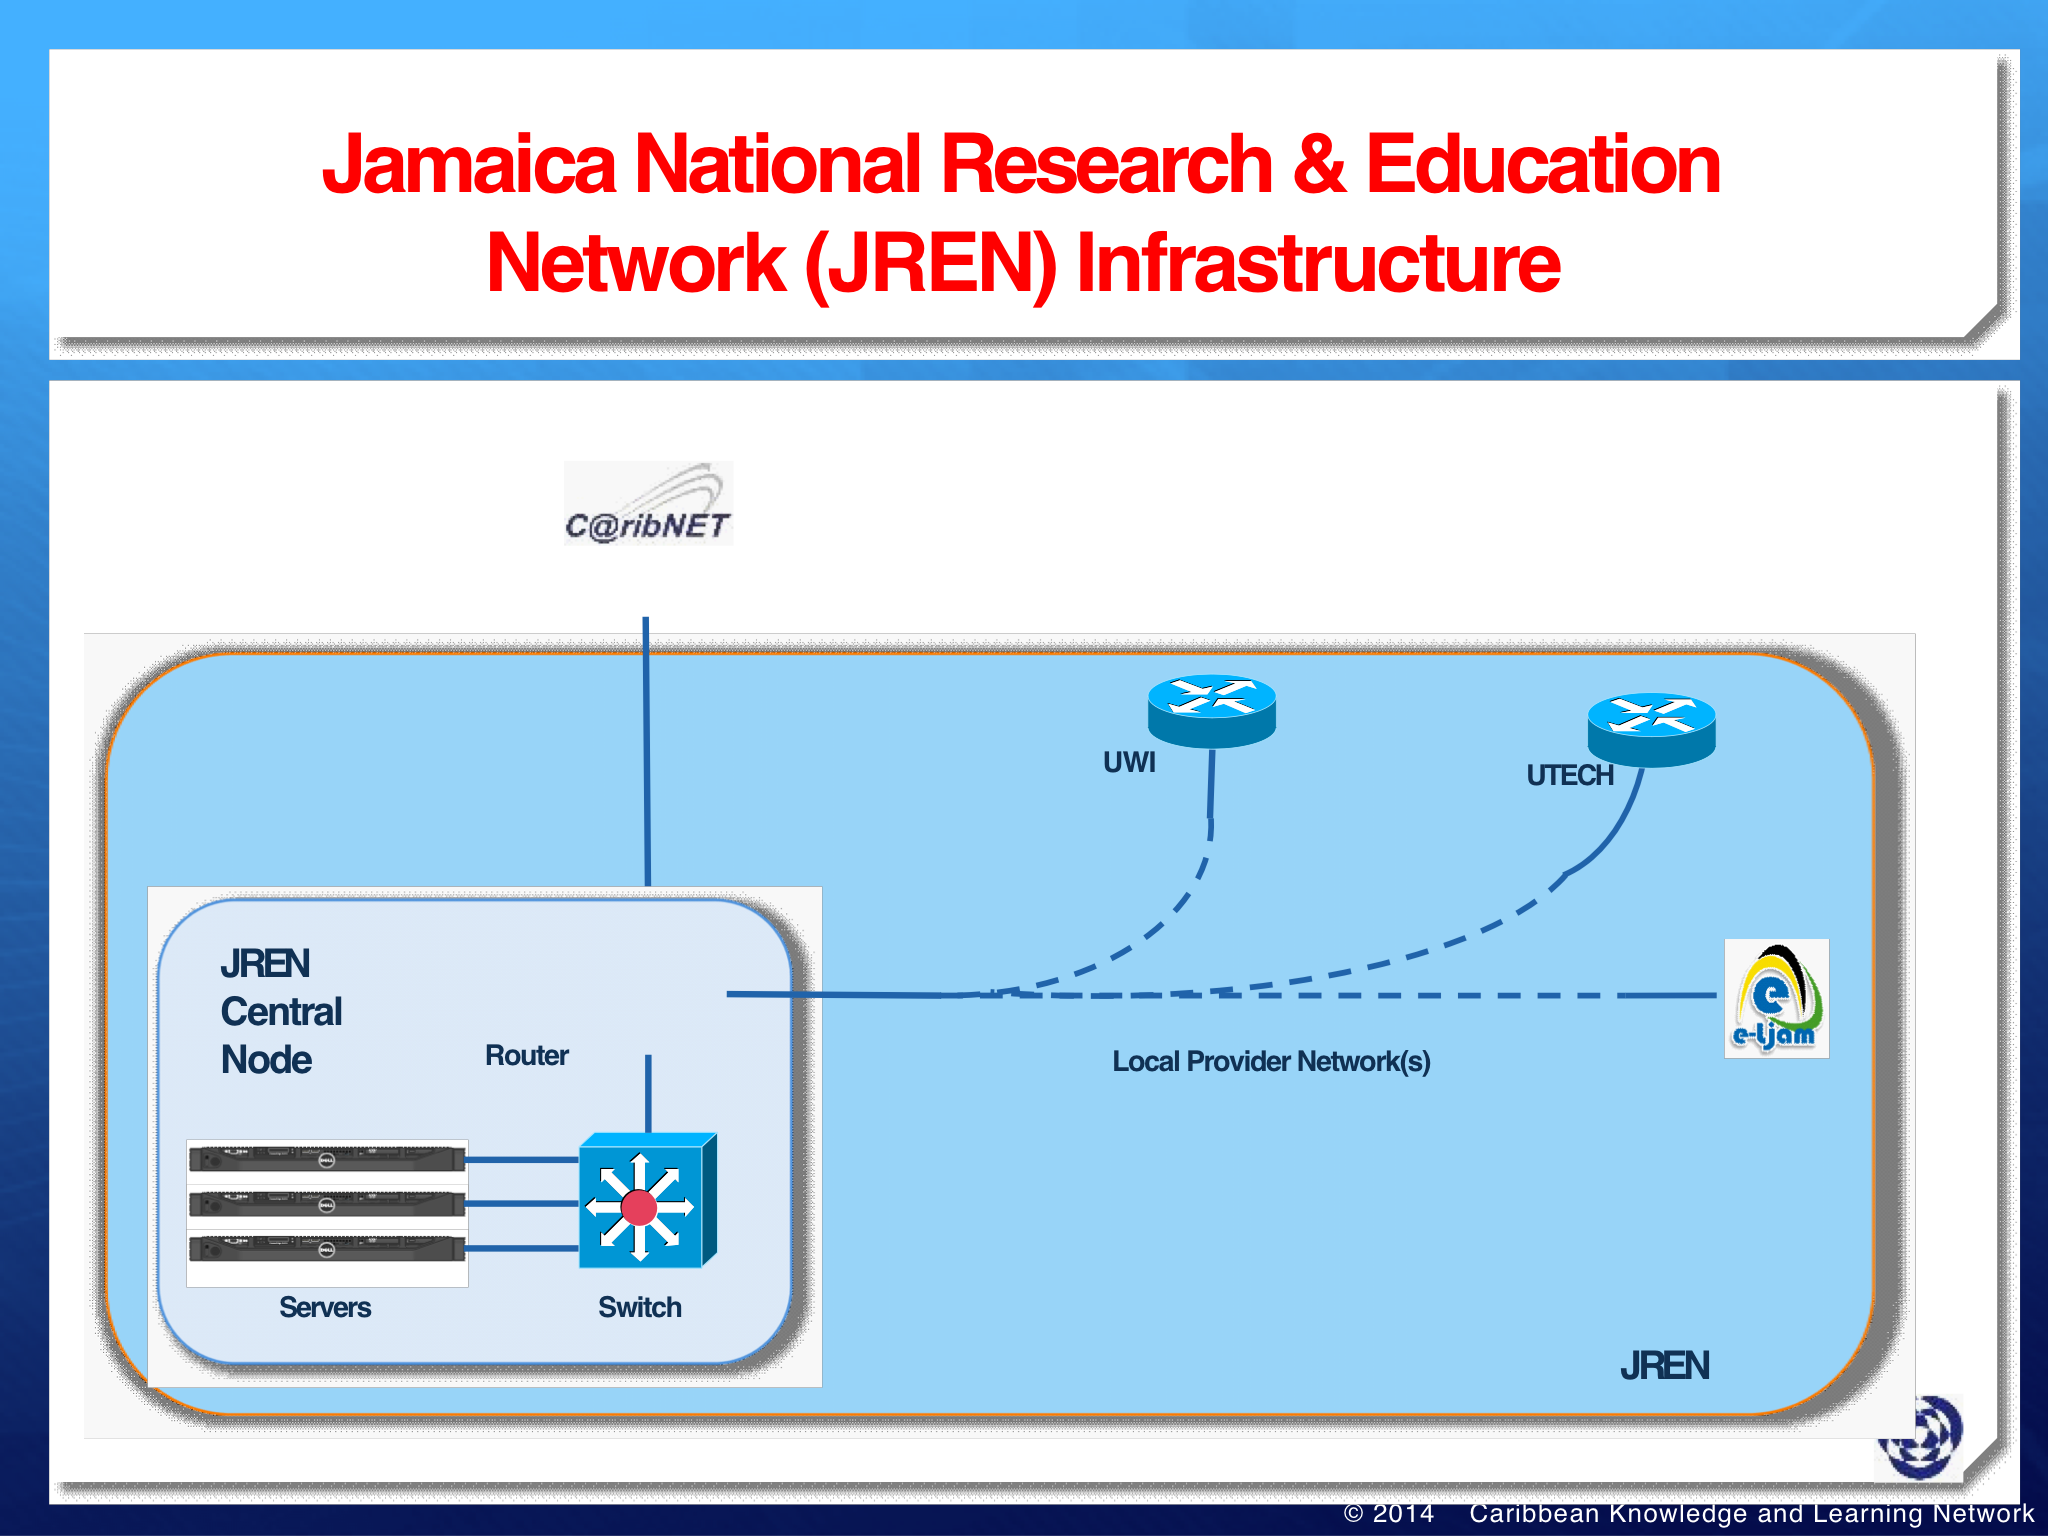 Jamaica National Research & Education
Network (JREN) Infrastructure
C@ribNET
UWI
UTECH
JREN
Central
Node
Router
e
e-Ljam
Local Provider Network(s)
Servers
Switch
JREN
© 2014 Caribbean Knowledge and Learning Network